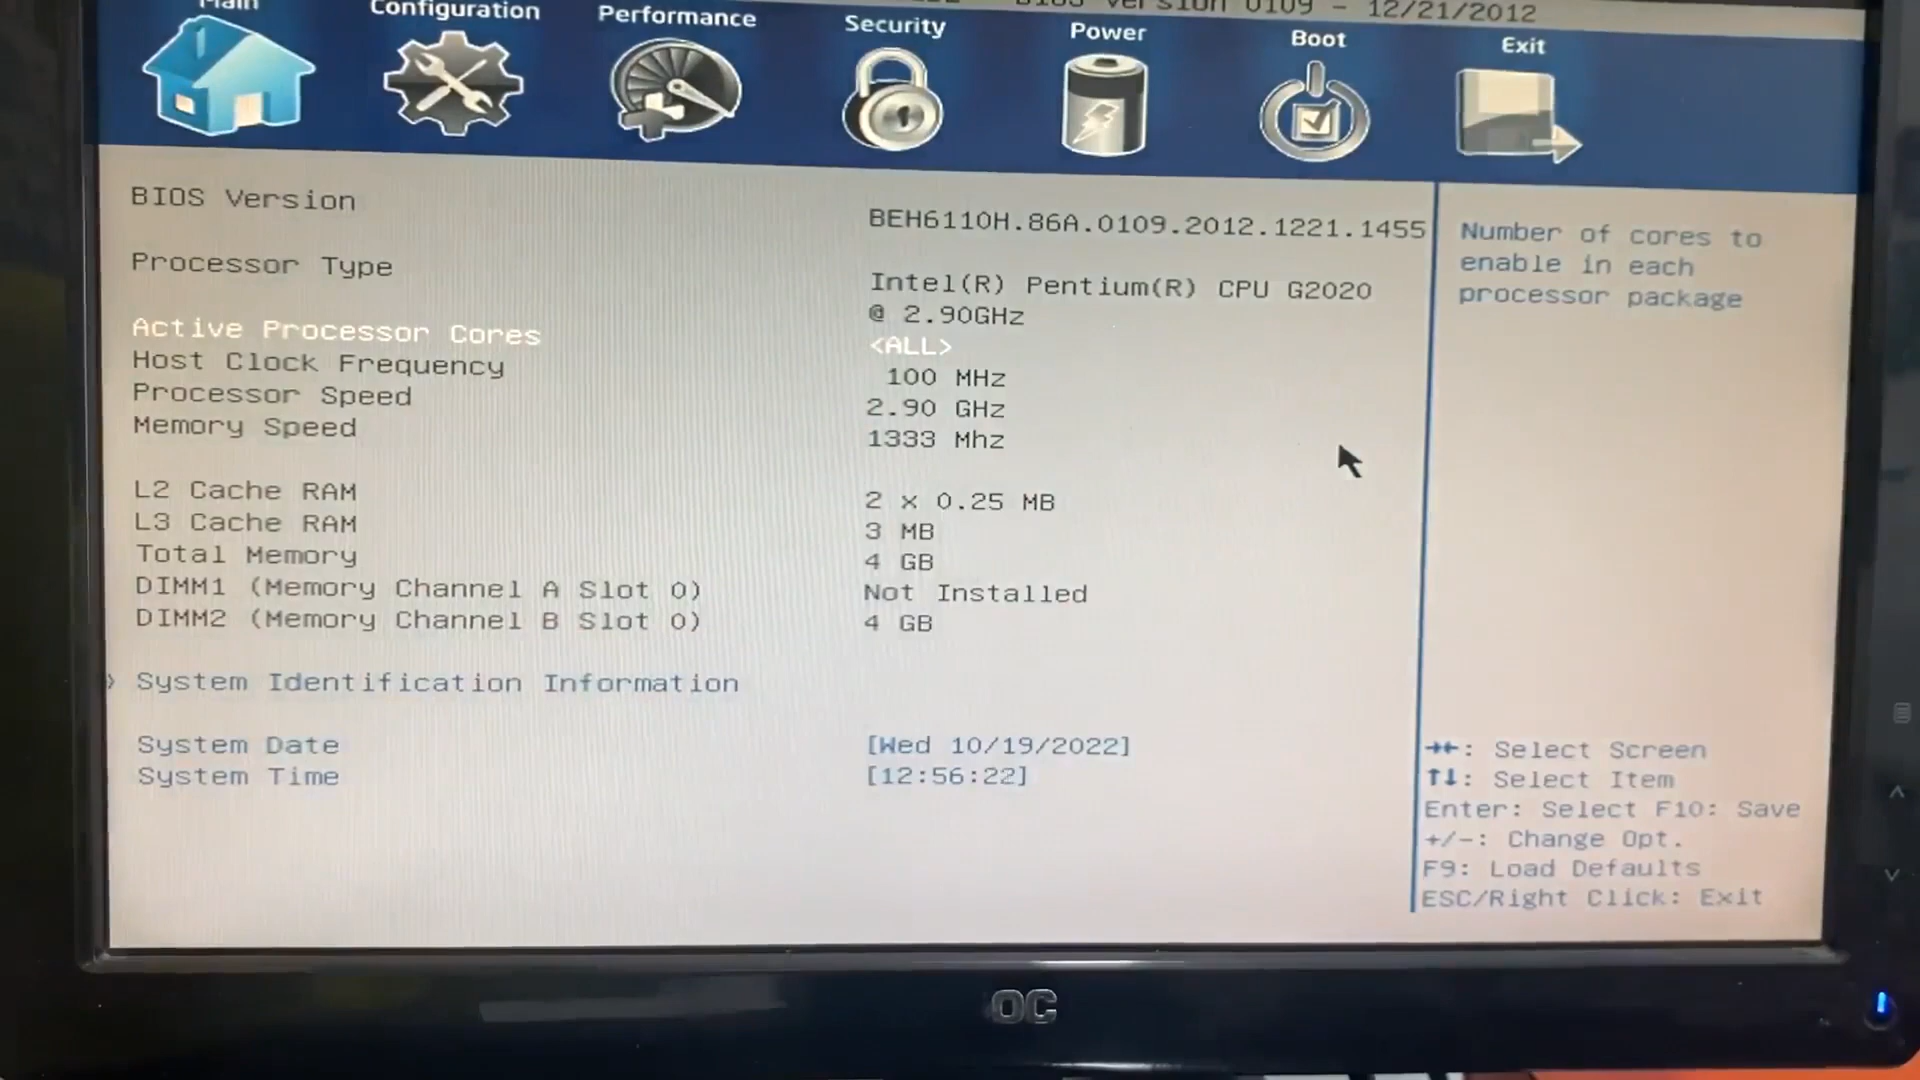 Main Configuration Performance Security Power Boot Exit
BIOS Version 0109 - 12/21/2012
BIOS Version BEH6110H.86A.0109.2012.1221.1455
Processor Type Intel(R) Pentium(R) CPU G2020
@ 2.90GHz
Active Processor Cores <ALL>
Host Clock Frequency 100 MHz
Processor Speed 2.90 GHz
Memory Speed 1333 Mhz
L2 Cache RAM 2 x 0.25 MB
L3 Cache RAM 3 MB
Total Memory 4 GB
DIMM1 (Memory Channel A Slot 0) Not Installed
DIMM2 (Memory Channel B Slot 0) 4 GB
System Identification Information
System Date [Wed 10/19/2022]
System Time [12:56:22]
Number of cores to
enable in each
processor package
→←: Select Screen
↑↓: Select Item
Enter: Select F10: Save
+/-: Change Opt.
F9: Load Defaults
ESC/Right Click: Exit
OC